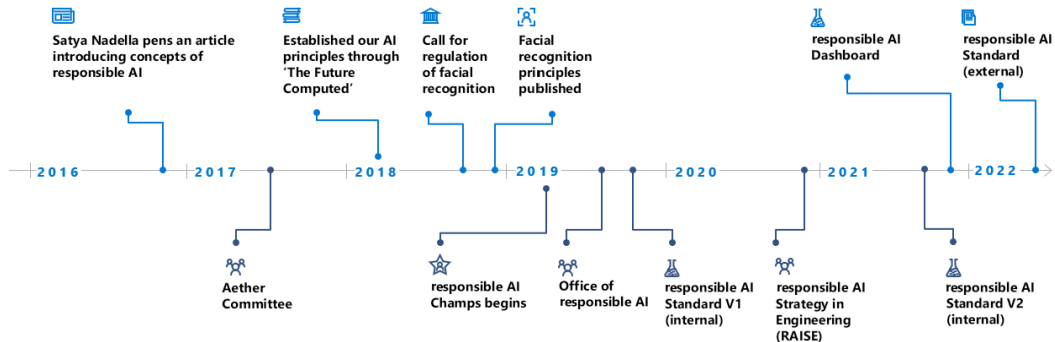 Satya Nadella pens an article
introducing concepts of
responsible AI
Established our AI
principles through
‘The Future
Computed’
Call for
regulation
of facial
recognition
Facial
recognition
principles
published
responsible AI
Dashboard
responsible AI
Standard
(external)
2016
2017
2018
2019
2020
2021
2022
Aether
Committee
responsible AI
Champs begins
Office of
responsible AI
responsible AI
Standard V1
(internal)
responsible AI
Strategy in
Engineering
(RAISE)
responsible AI
Standard V2
(internal)